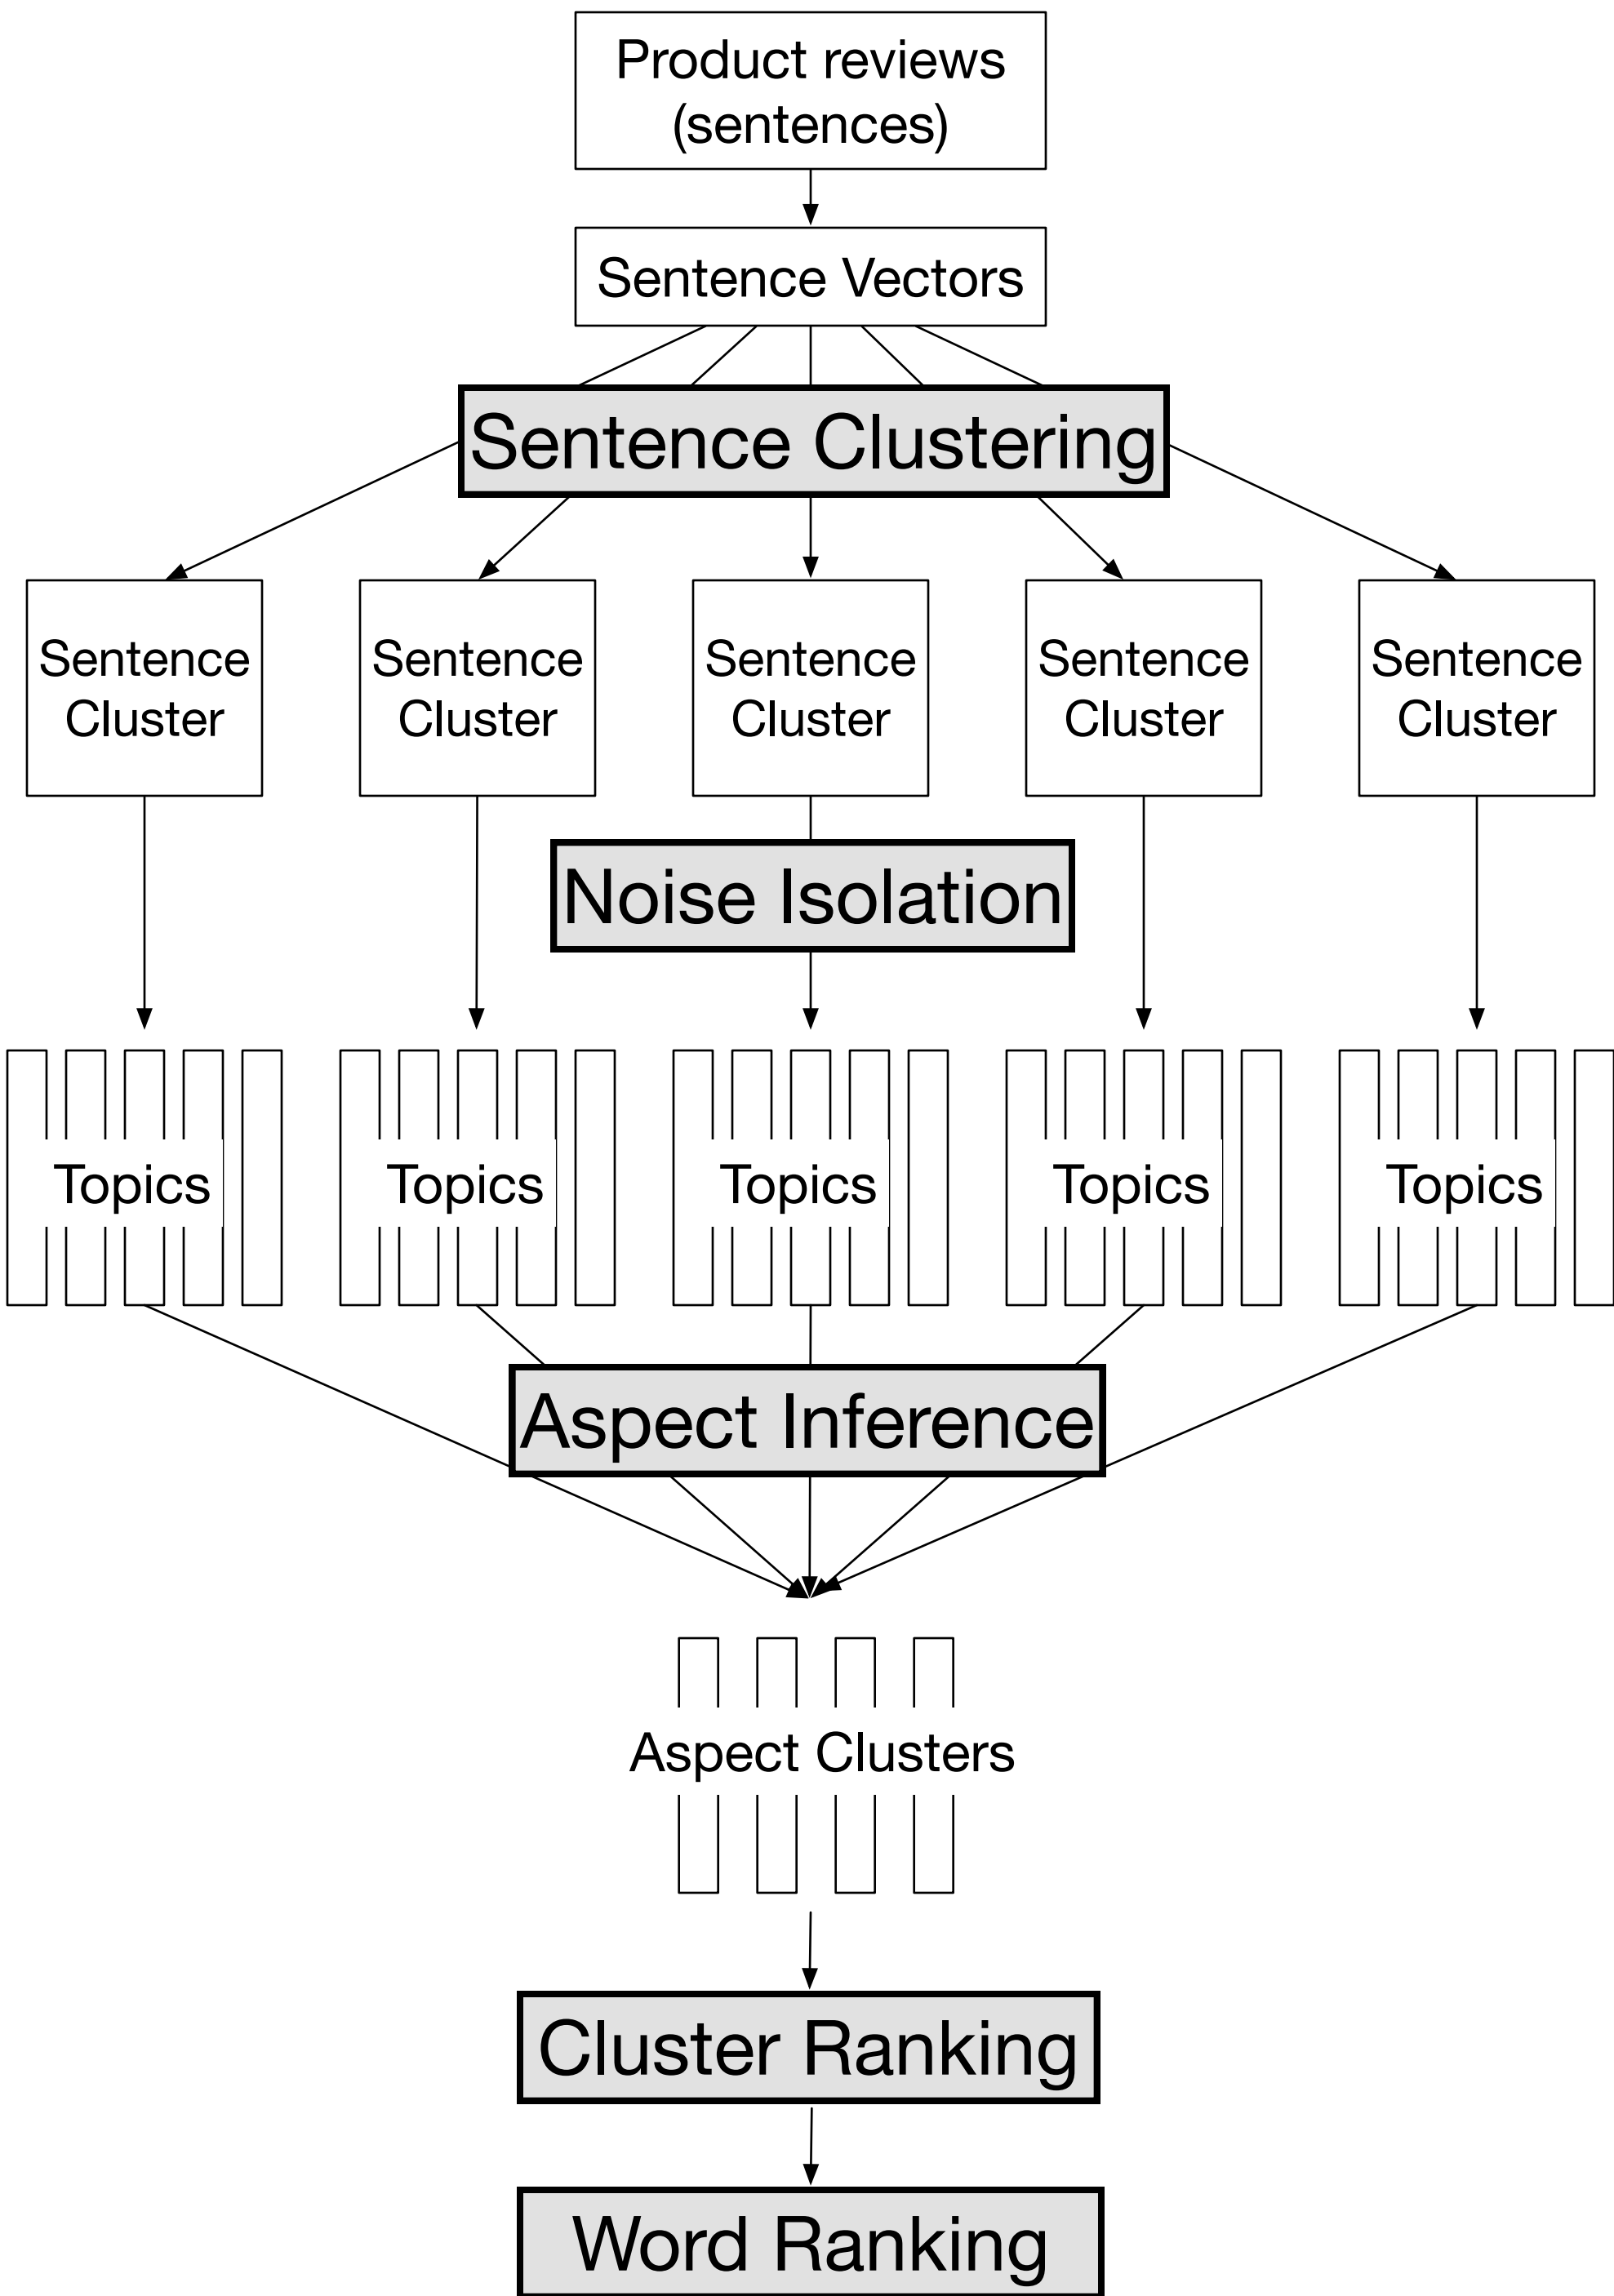 Product reviews
(sentences)
Sentence Vectors
Sentence Clustering
Sentence
Cluster
Sentence
Cluster
Sentence
Cluster
Sentence
Cluster
Sentence
Cluster
Noise Isolation
Topics
Topics
Topics
Topics
Topics
Aspect Inference
Aspect Clusters
Cluster Ranking
Word Ranking